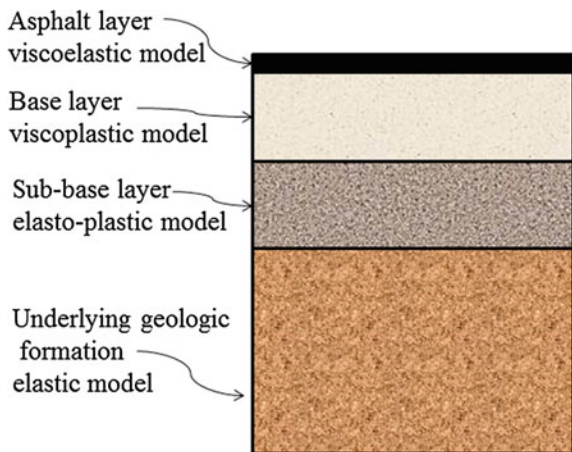 Asphalt layer
viscoelastic model
Base layer
viscoplastic model
Sub-base layer
elasto-plastic model
Underlying geologic
formation
elastic model